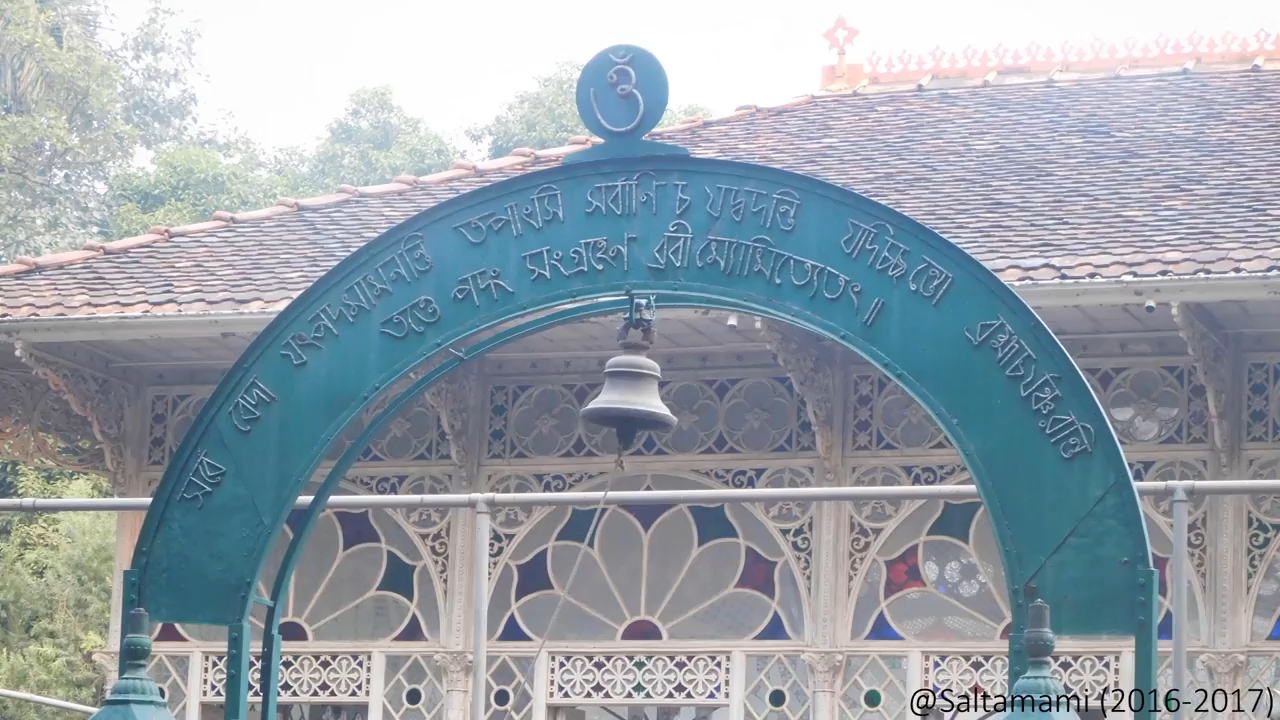 ওঁ
সর্বে বেদা যৎপদমামনন্তি তপাংসি সর্বাণি চ যদ্বদন্তি যদিচ্ছন্তো ব্রহ্মচর্যঞ্চরন্তি
তত্তে পদং সংগ্রহেণ ব্রবীম্যোমিত্যেতৎ॥
@Saltamami (2016-2017)